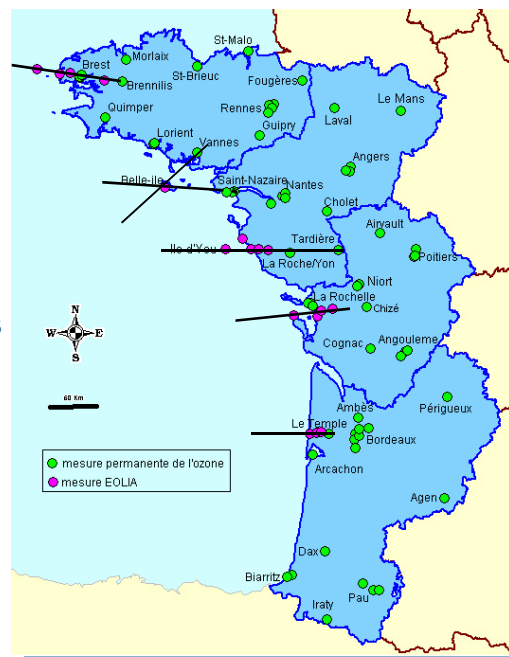 St-Malo
Morlaix
Brest
St-Brieuc
Fougères
Brennilis
Le Mans
Quimper
Rennes
Laval
Guipry
Lorient
Vannes
Angers
Belle-ile
Saint-Nazaire
Nantes
Cholet
Airvault
Tardière
Ile d'Yeu
Poitiers
La Roche/Yon
Niort
La Rochelle
Chizé
N
W E
S
Angouleme
Cognac
60 Km
Périgueux
Ambès
Le Temple
Bordeaux
mesure permanente de l'ozone
Arcachon
mesure EOLIA
Agen
Dax
Biarritz
Pau
Iraty